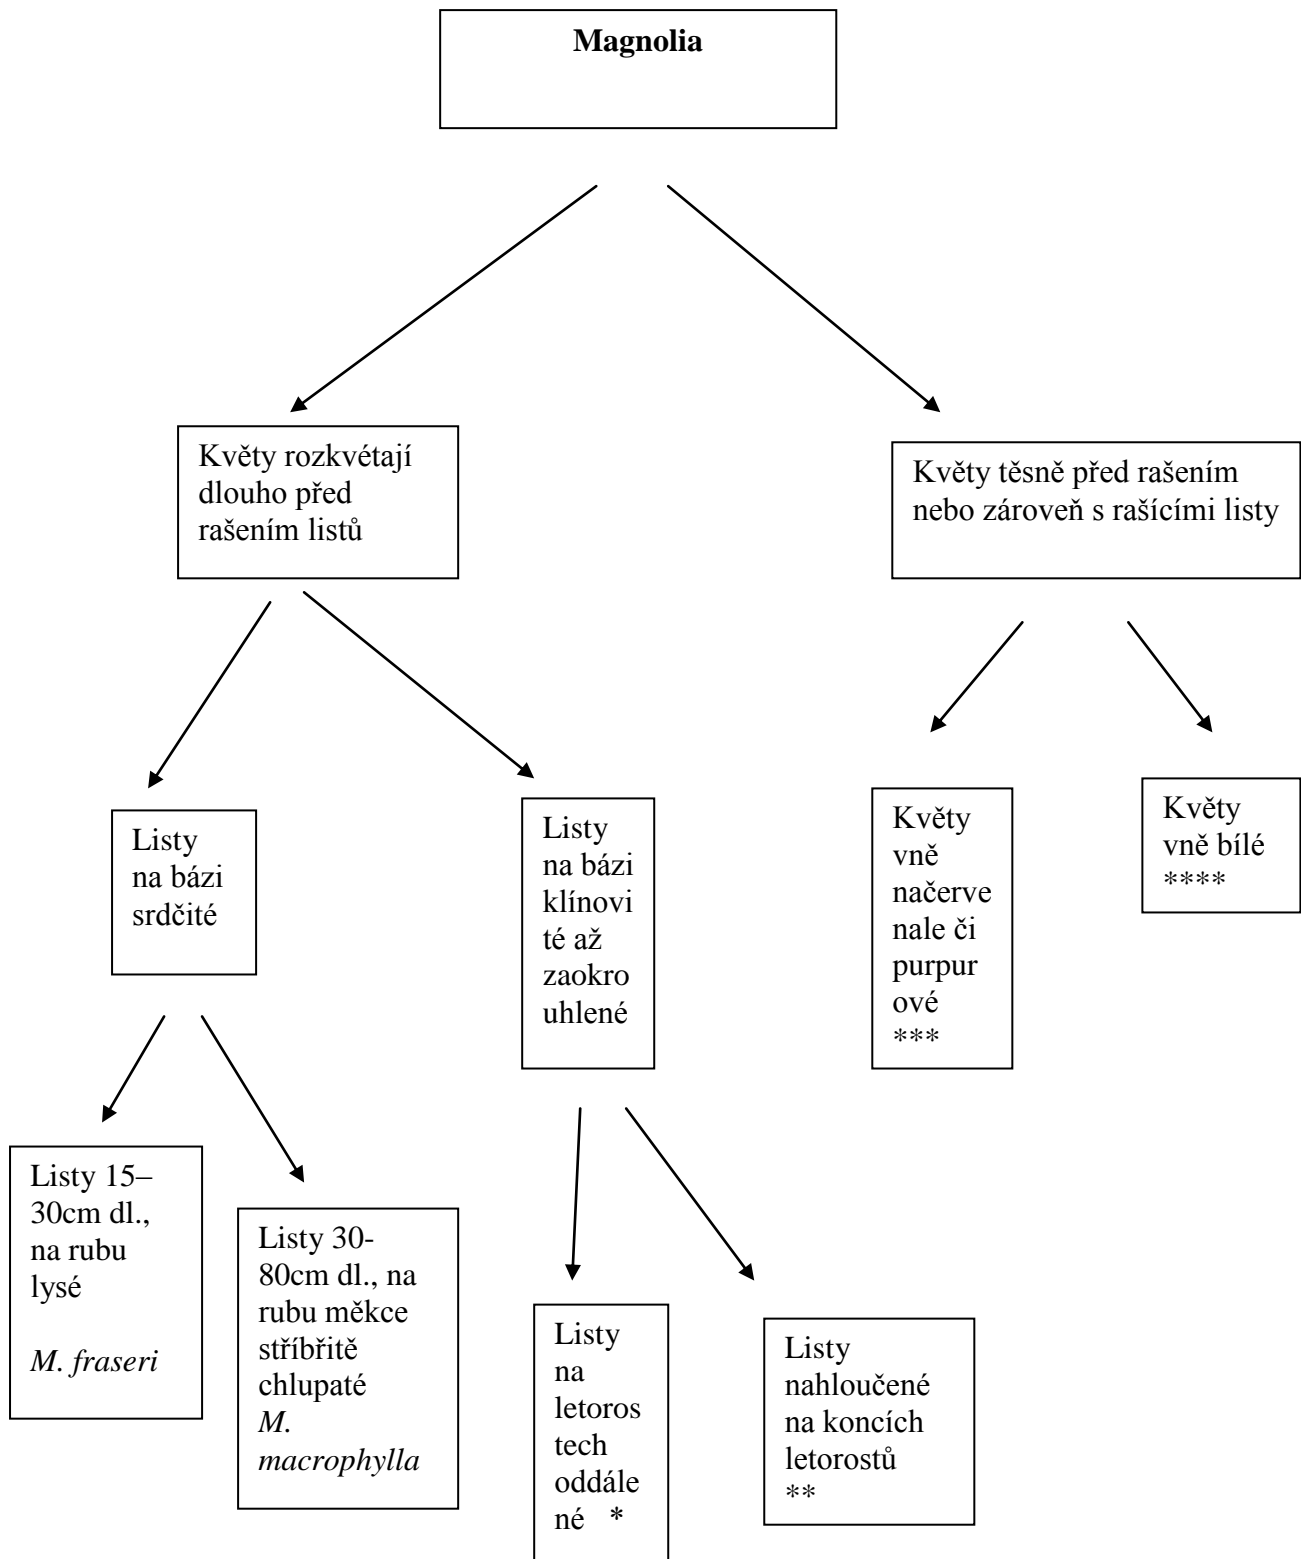 Magnolia
Květy rozkvétají
dlouho před
rašením listů
Květy těsně před rašením
nebo zároveň s rašícími listy
Listy
na bázi
srdčité
Listy
na bázi
klínovi
té až
zaokro
uhlené
Květy
vně
načerve
nale či
purpur
ové
***
Květy
vně bílé
****
Listy 15–
30cm dl.,
na rubu
lysé
M. fraseri
Listy 30-
80cm dl., na
rubu měkce
stříbřitě
chlupaté
M.
macrophylla
Listy
na
letoros
tech
oddále
né *
Listy
nahloučené
na koncích
letorostů
**